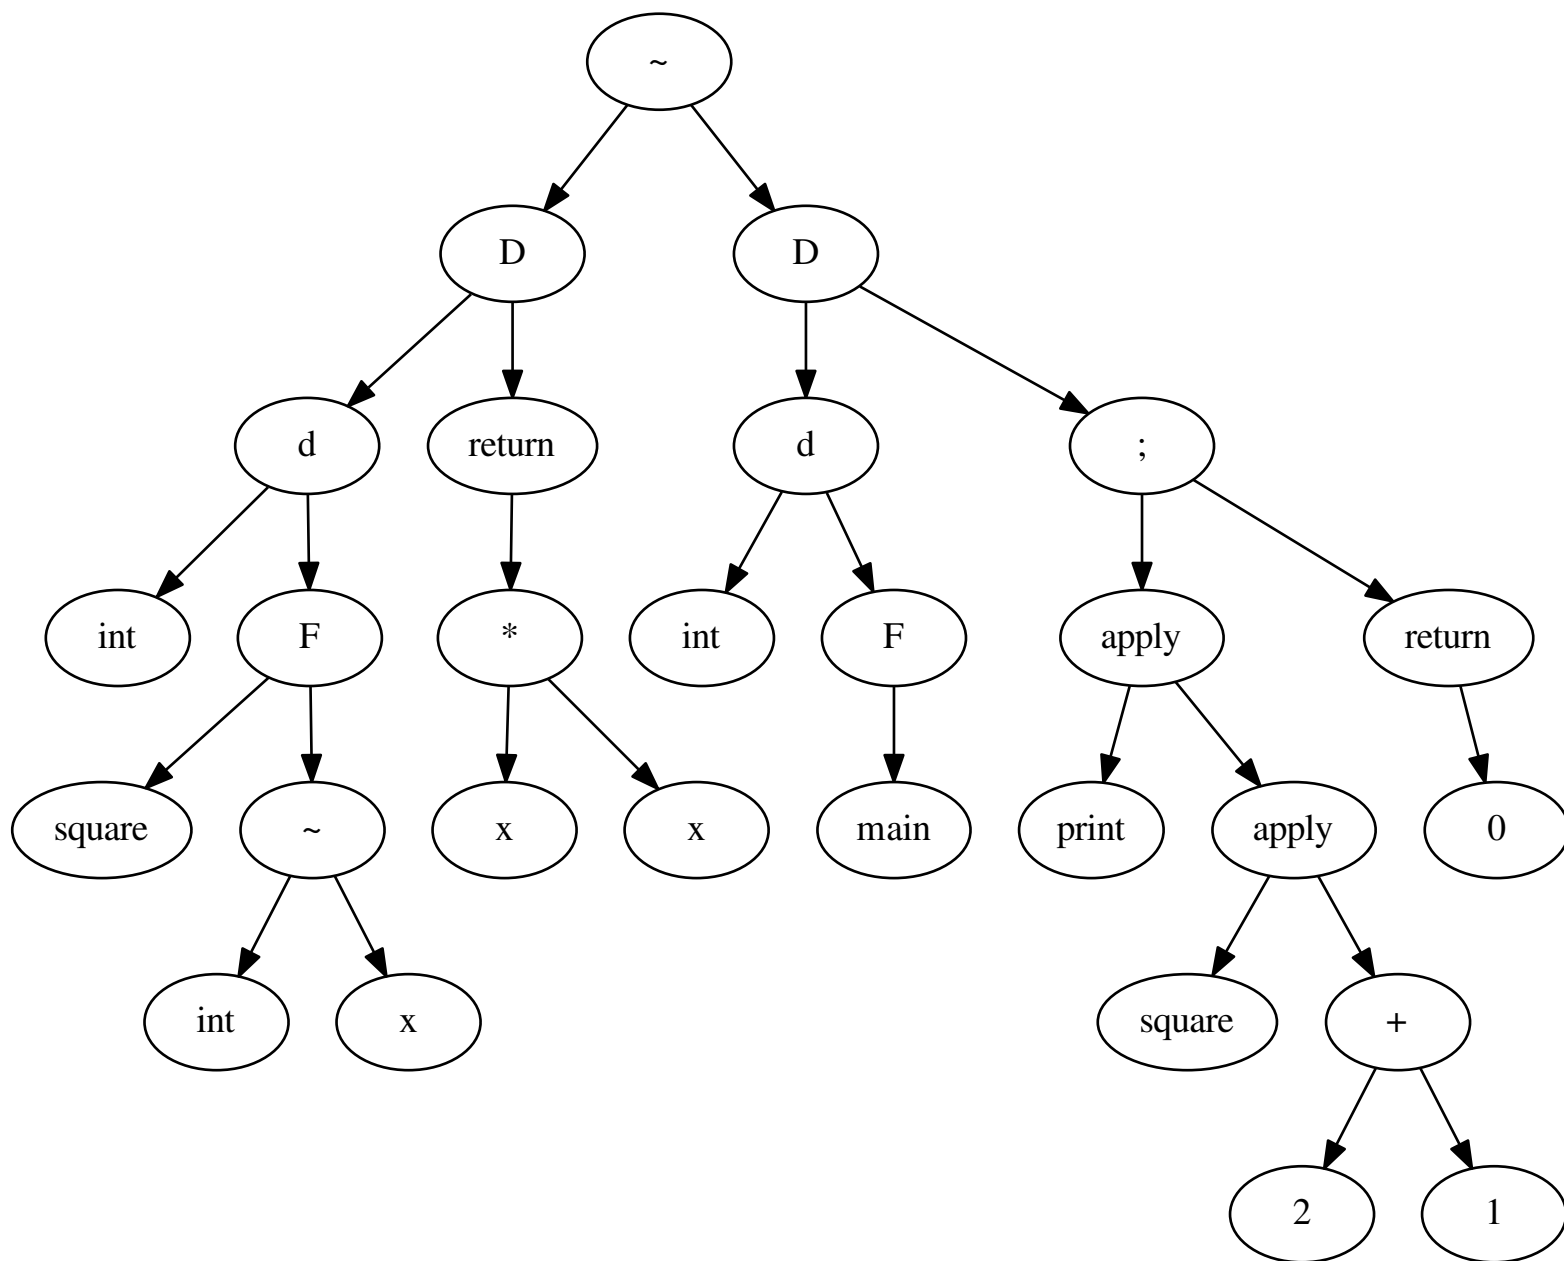 ~
D D
d return d ;
int F * int F apply return
square ~ x x main print apply 0
int x square +
2 1